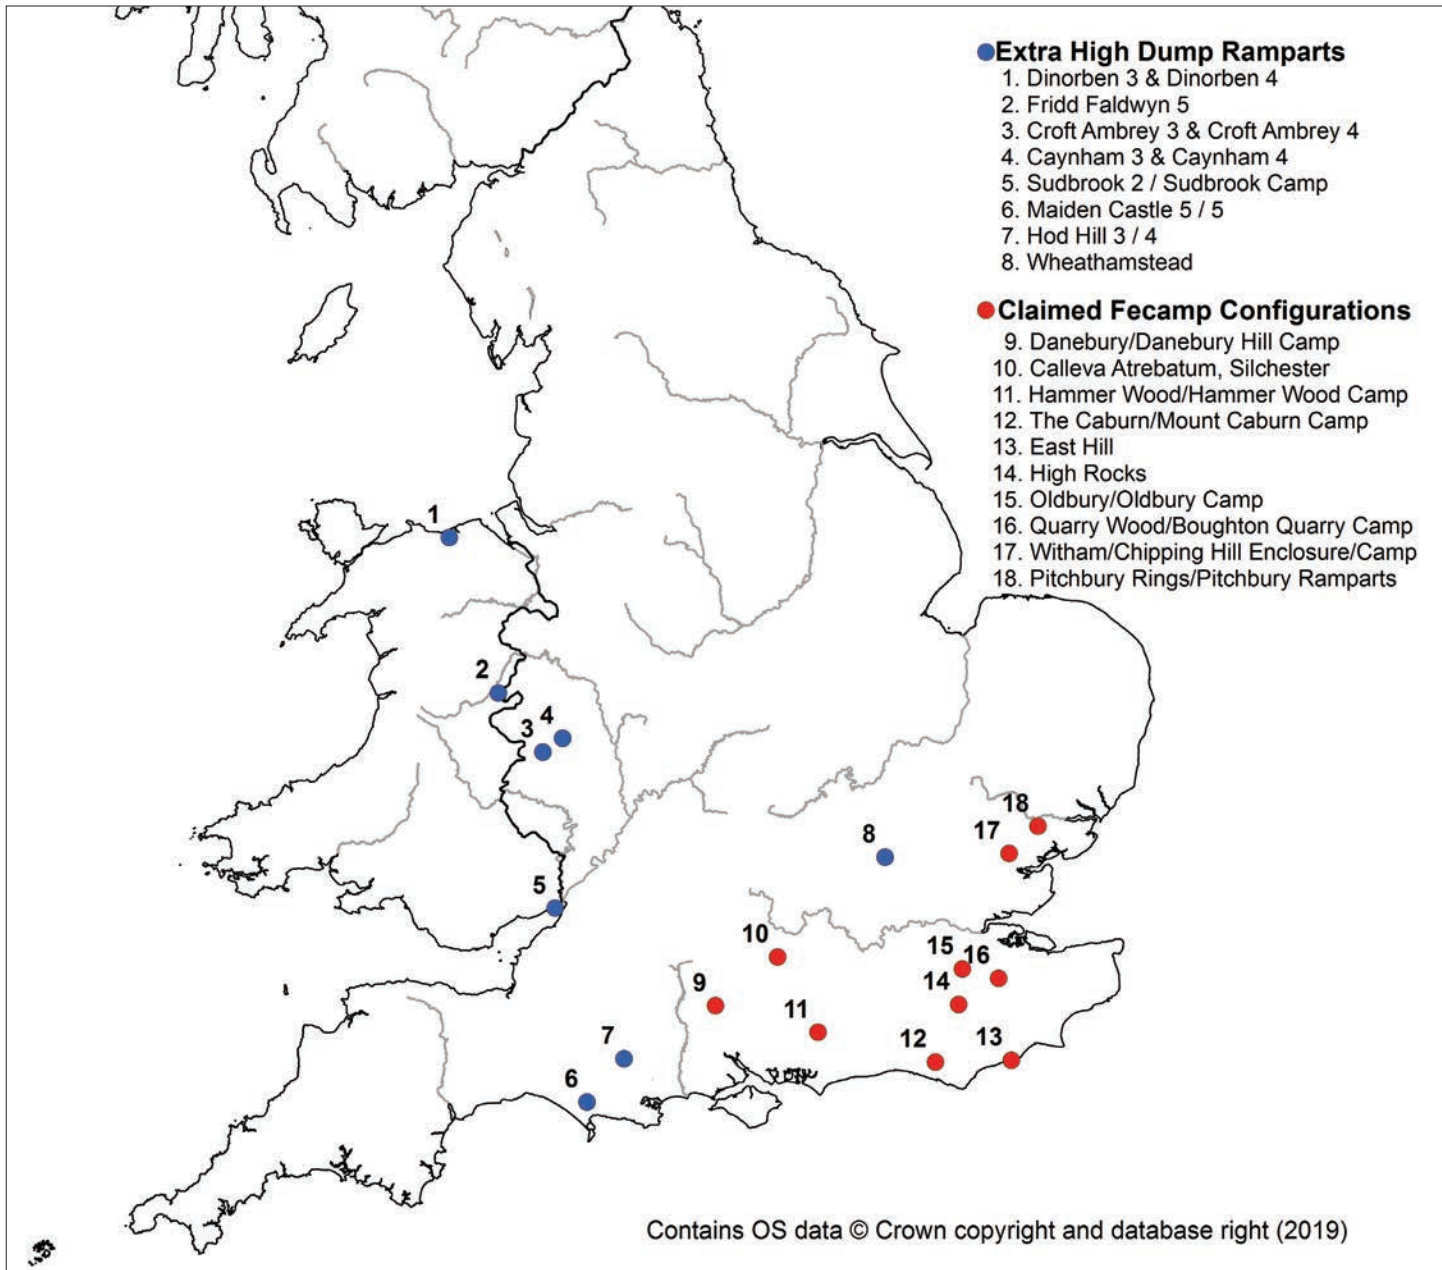 Extra High Dump Ramparts
1. Dinorben 3 & Dinorben 4
2. Fridd Faldwyn 5
3. Croft Ambrey 3 & Croft Ambrey 4
4. Caynham 3 & Caynham 4
5. Sudbrook 2 / Sudbrook Camp
6. Maiden Castle 5 / 5
7. Hod Hill 3 / 4
8. Wheathamstead
Claimed Fecamp Configurations
9. Danebury/Danebury Hill Camp
10. Calleva Atrebatum, Silchester
11. Hammer Wood/Hammer Wood Camp
12. The Caburn/Mount Caburn Camp
13. East Hill
14. High Rocks
15. Oldbury/Oldbury Camp
16. Quarry Wood/Boughton Quarry Camp
17. Witham/Chipping Hill Enclosure/Camp
18. Pitchbury Rings/Pitchbury Ramparts
1
2
3
4
5
6
7
8
9
10
11
12
13
14
15
16
17
18
Contains OS data © Crown copyright and database right (2019)